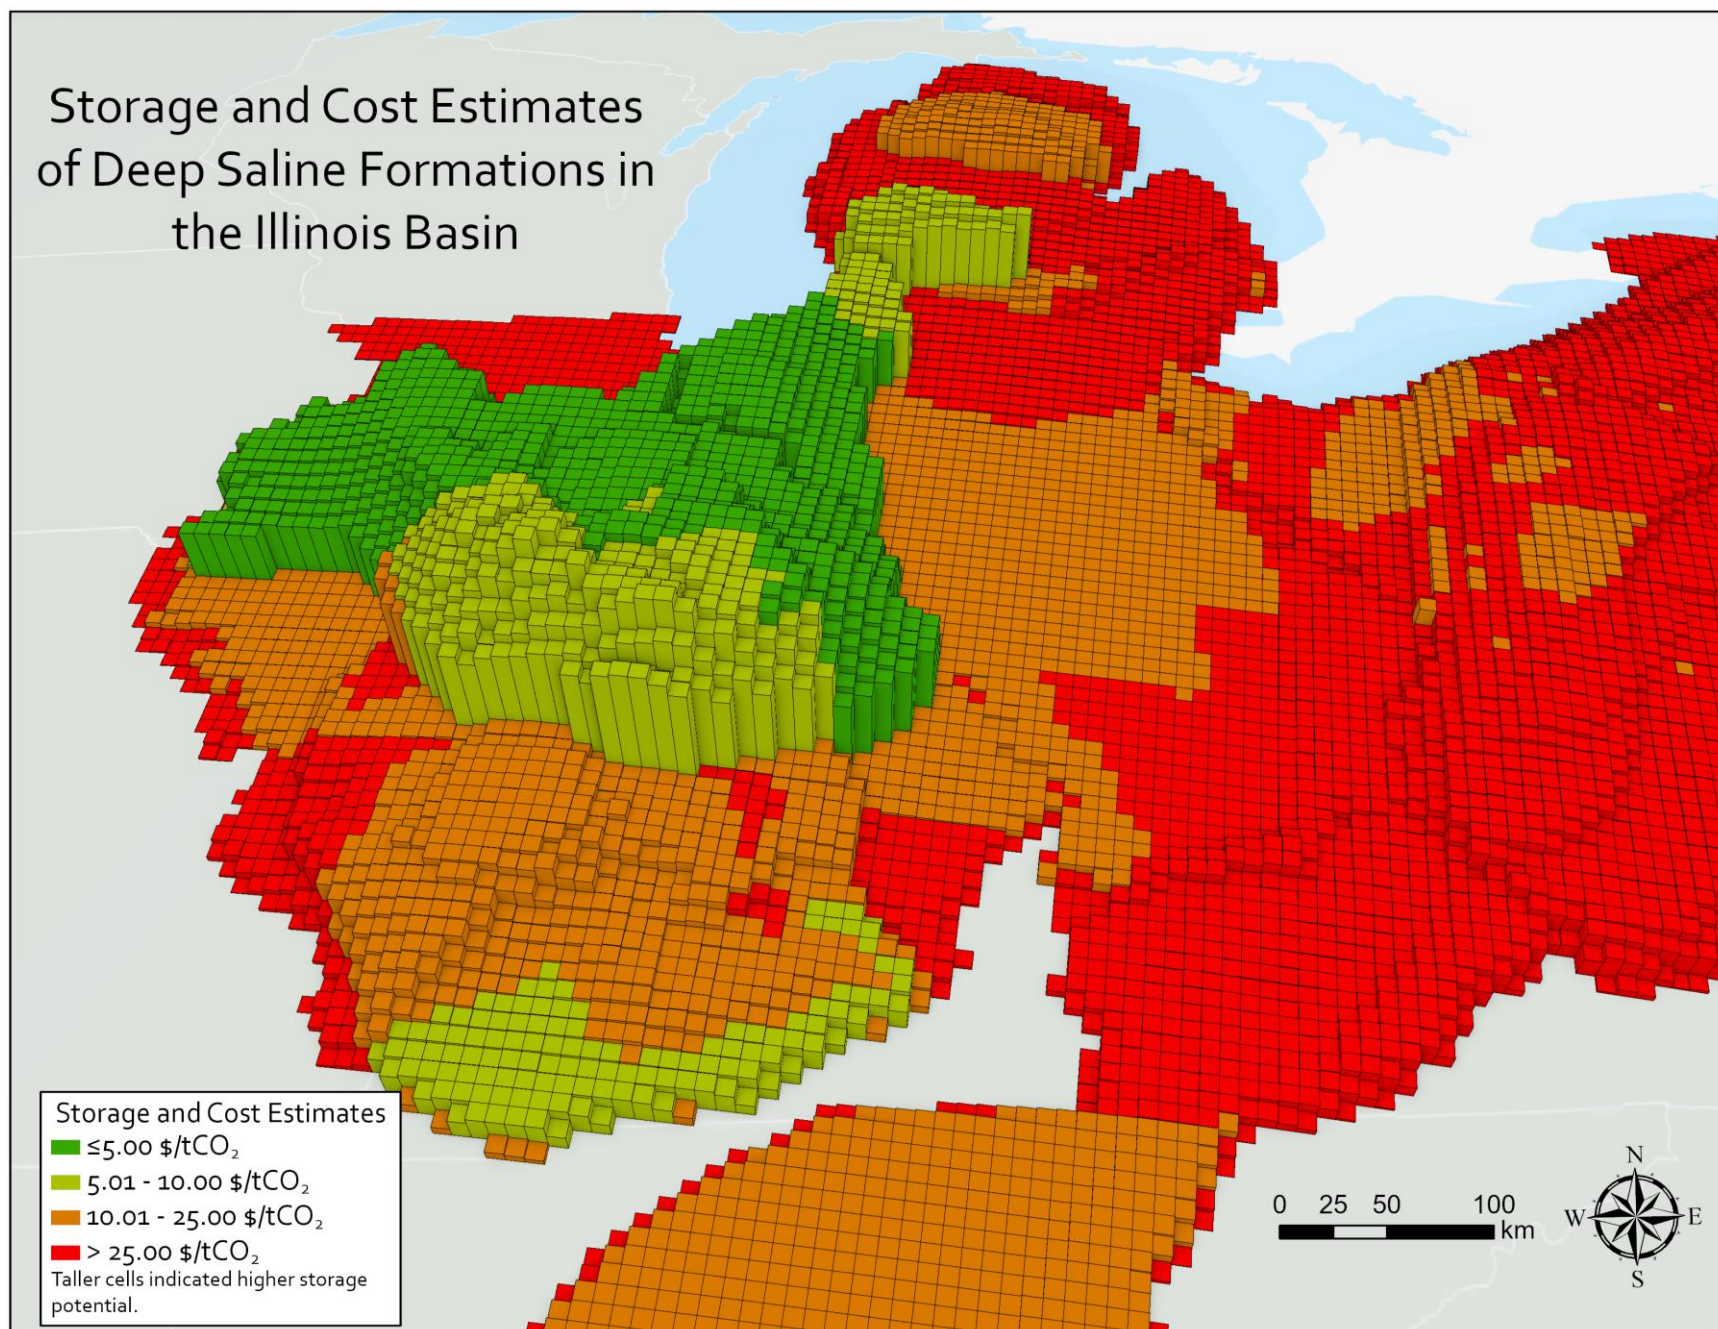 Storage and Cost Estimates
of Deep Saline Formations in
the Illinois Basin
Storage and Cost Estimates
≤5.00 $/tCO₂
5.01 - 10.00 $/tCO₂
10.01 - 25.00 $/tCO₂
> 25.00 $/tCO₂
Taller cells indicated higher storage
potential.
0 25 50 100
km
N
W E
S